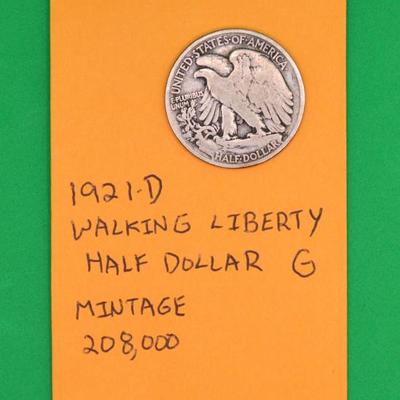 UNITED STATES OF AMERICA
E·PLURIBUS
UNUM
HALF·DOLLAR
1921-D
WALKING LIBERTY
HALF DOLLAR G
MINTAGE
208,000